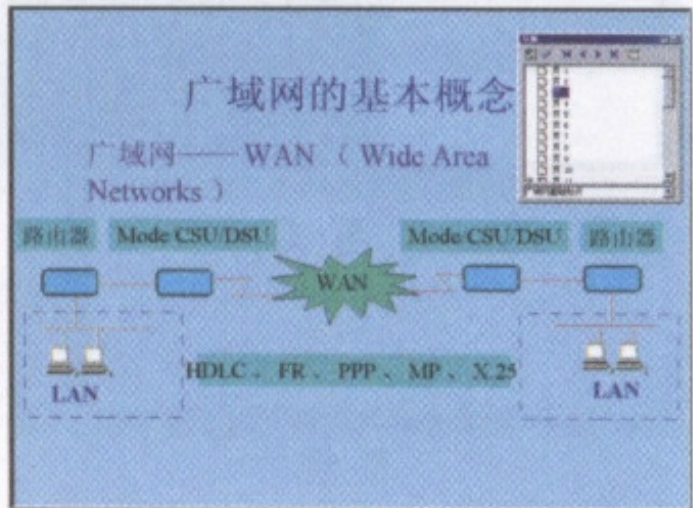 广域网的基本概念
广域网——WAN（Wide Area
Networks）
路由器 Mode CSU/DSU Mode CSU/DSU 路由器
WAN
LAN HDLC、FR、PPP、MP、X.25 LAN